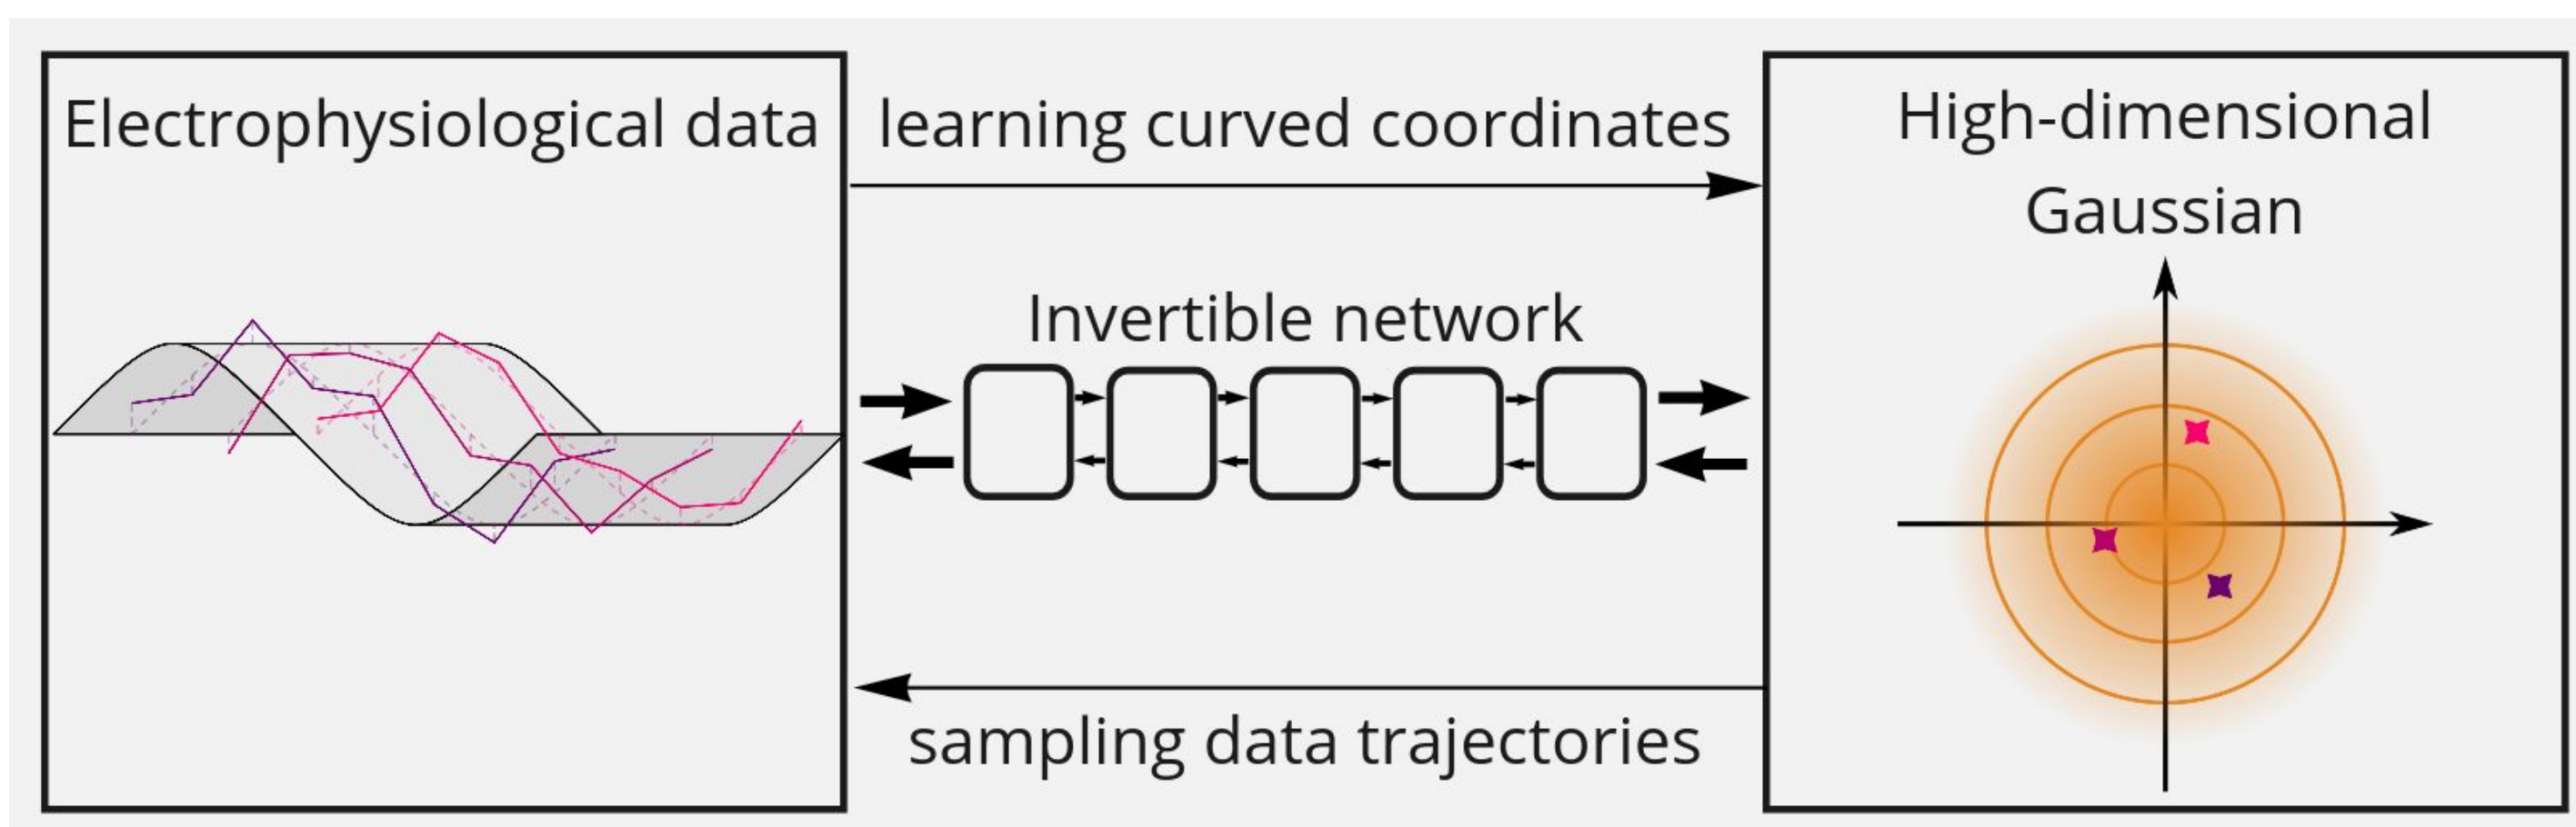 Electrophysiological data
learning curved coordinates
Invertible network
sampling data trajectories
High-dimensional
Gaussian